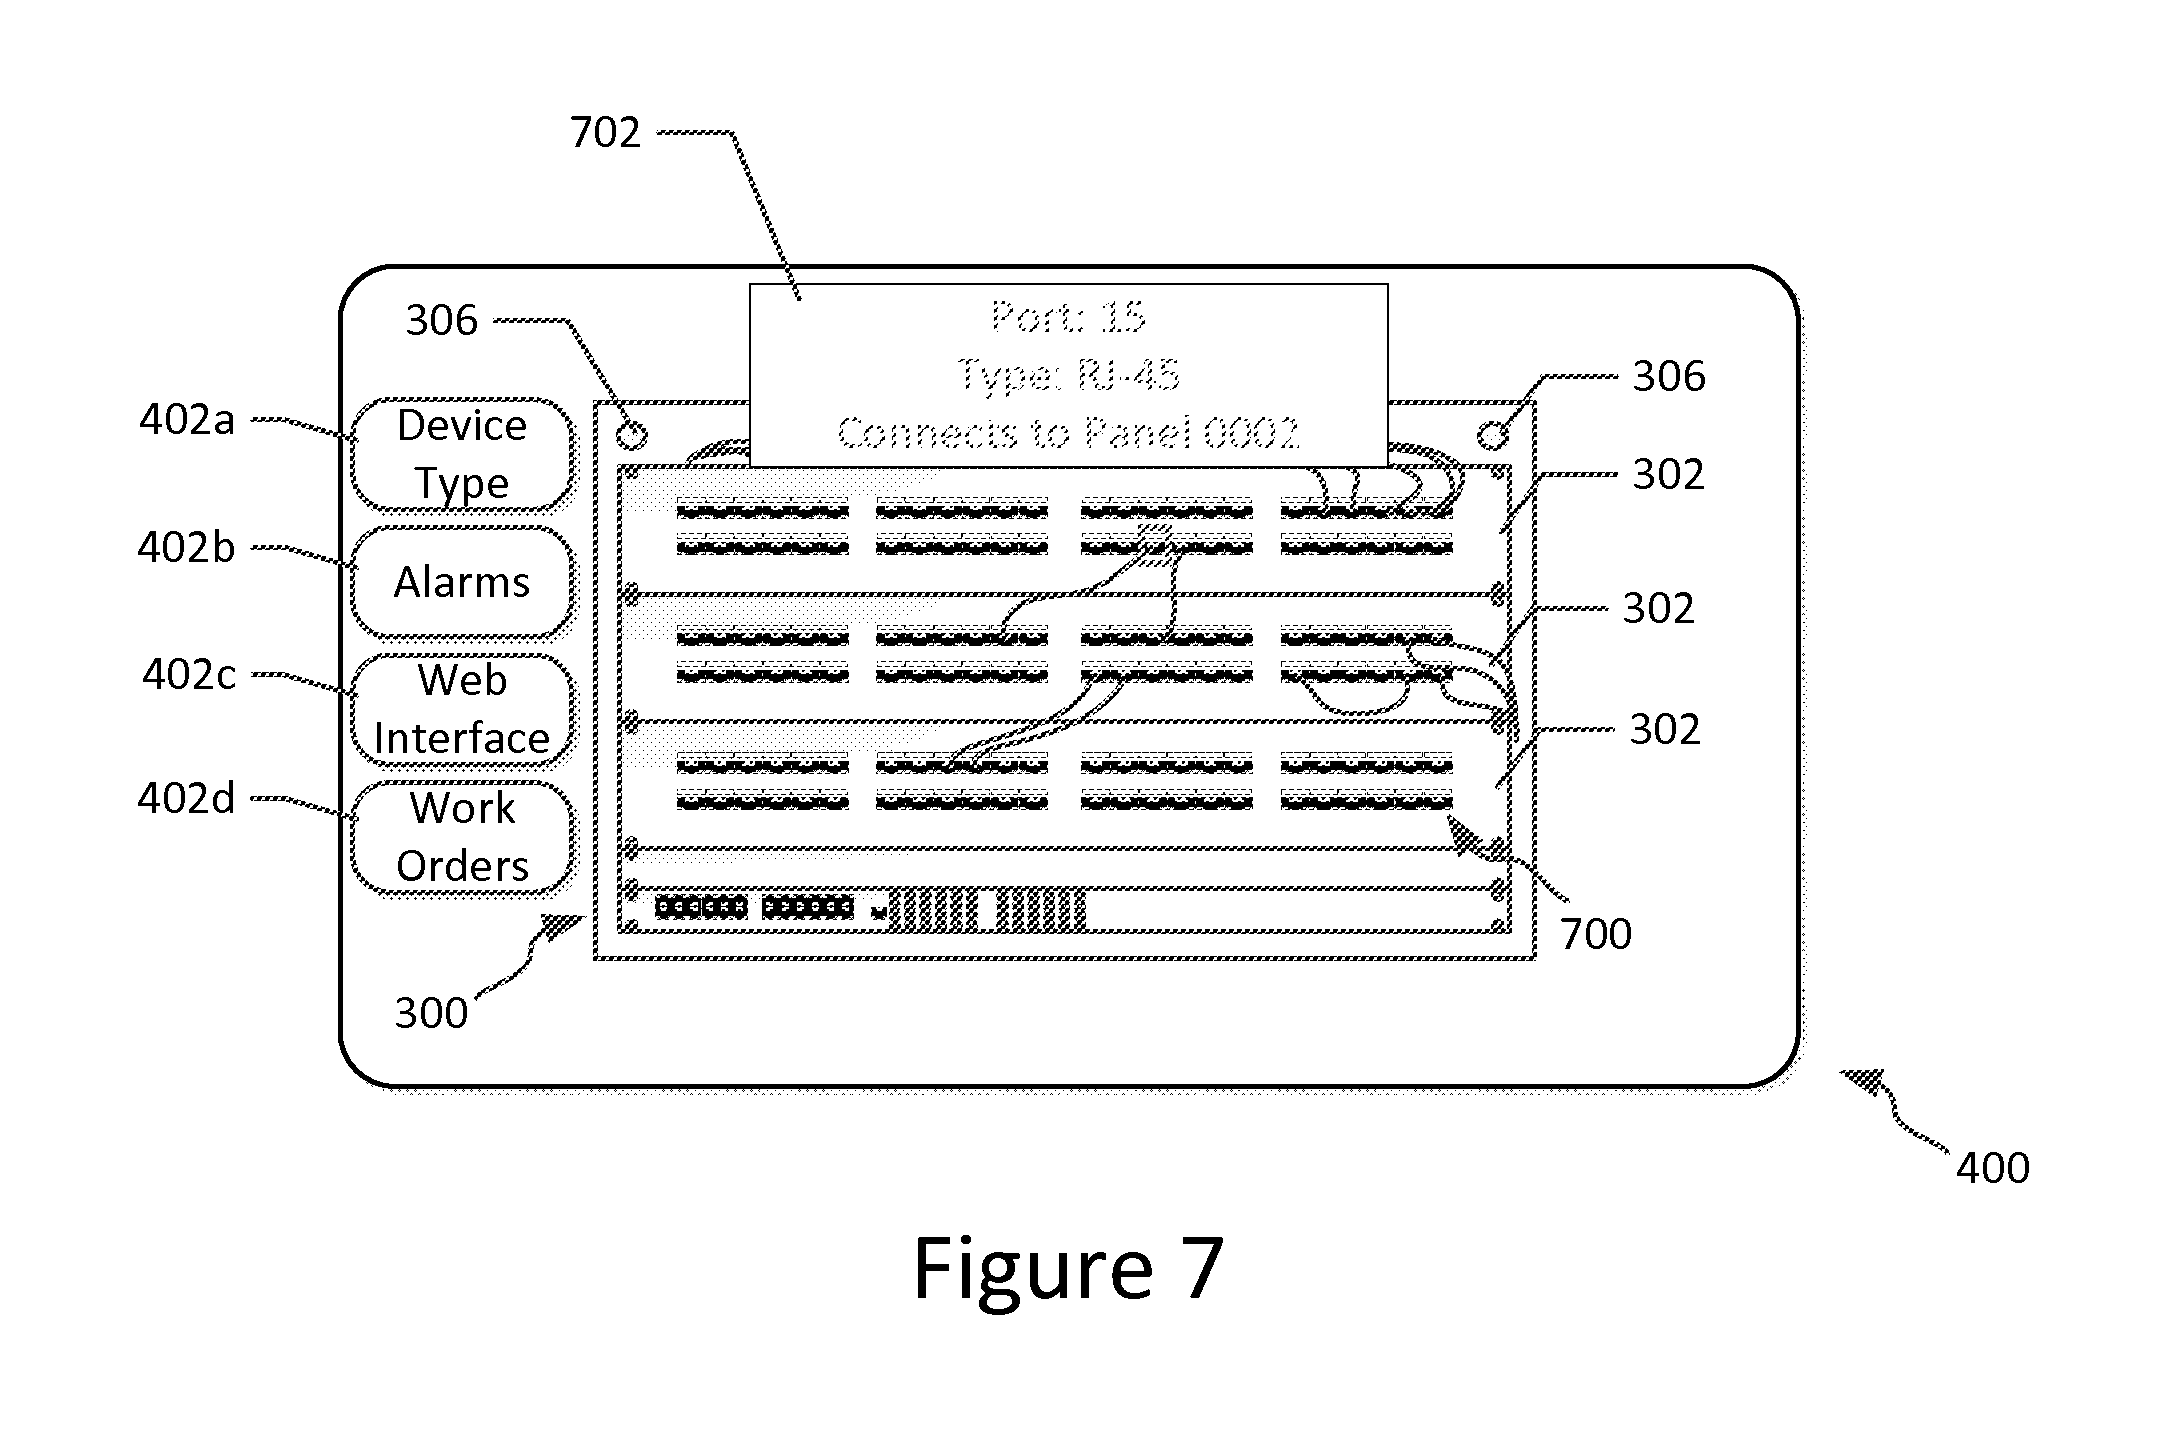 702
Port: 15
306
Type: RJ-45
306
Connects to Panel 0002
402a
Device
Type
302
402b
Alarms
302
402c
Web
Interface
302
402d
Work
Orders
700
300
400
Figure 7